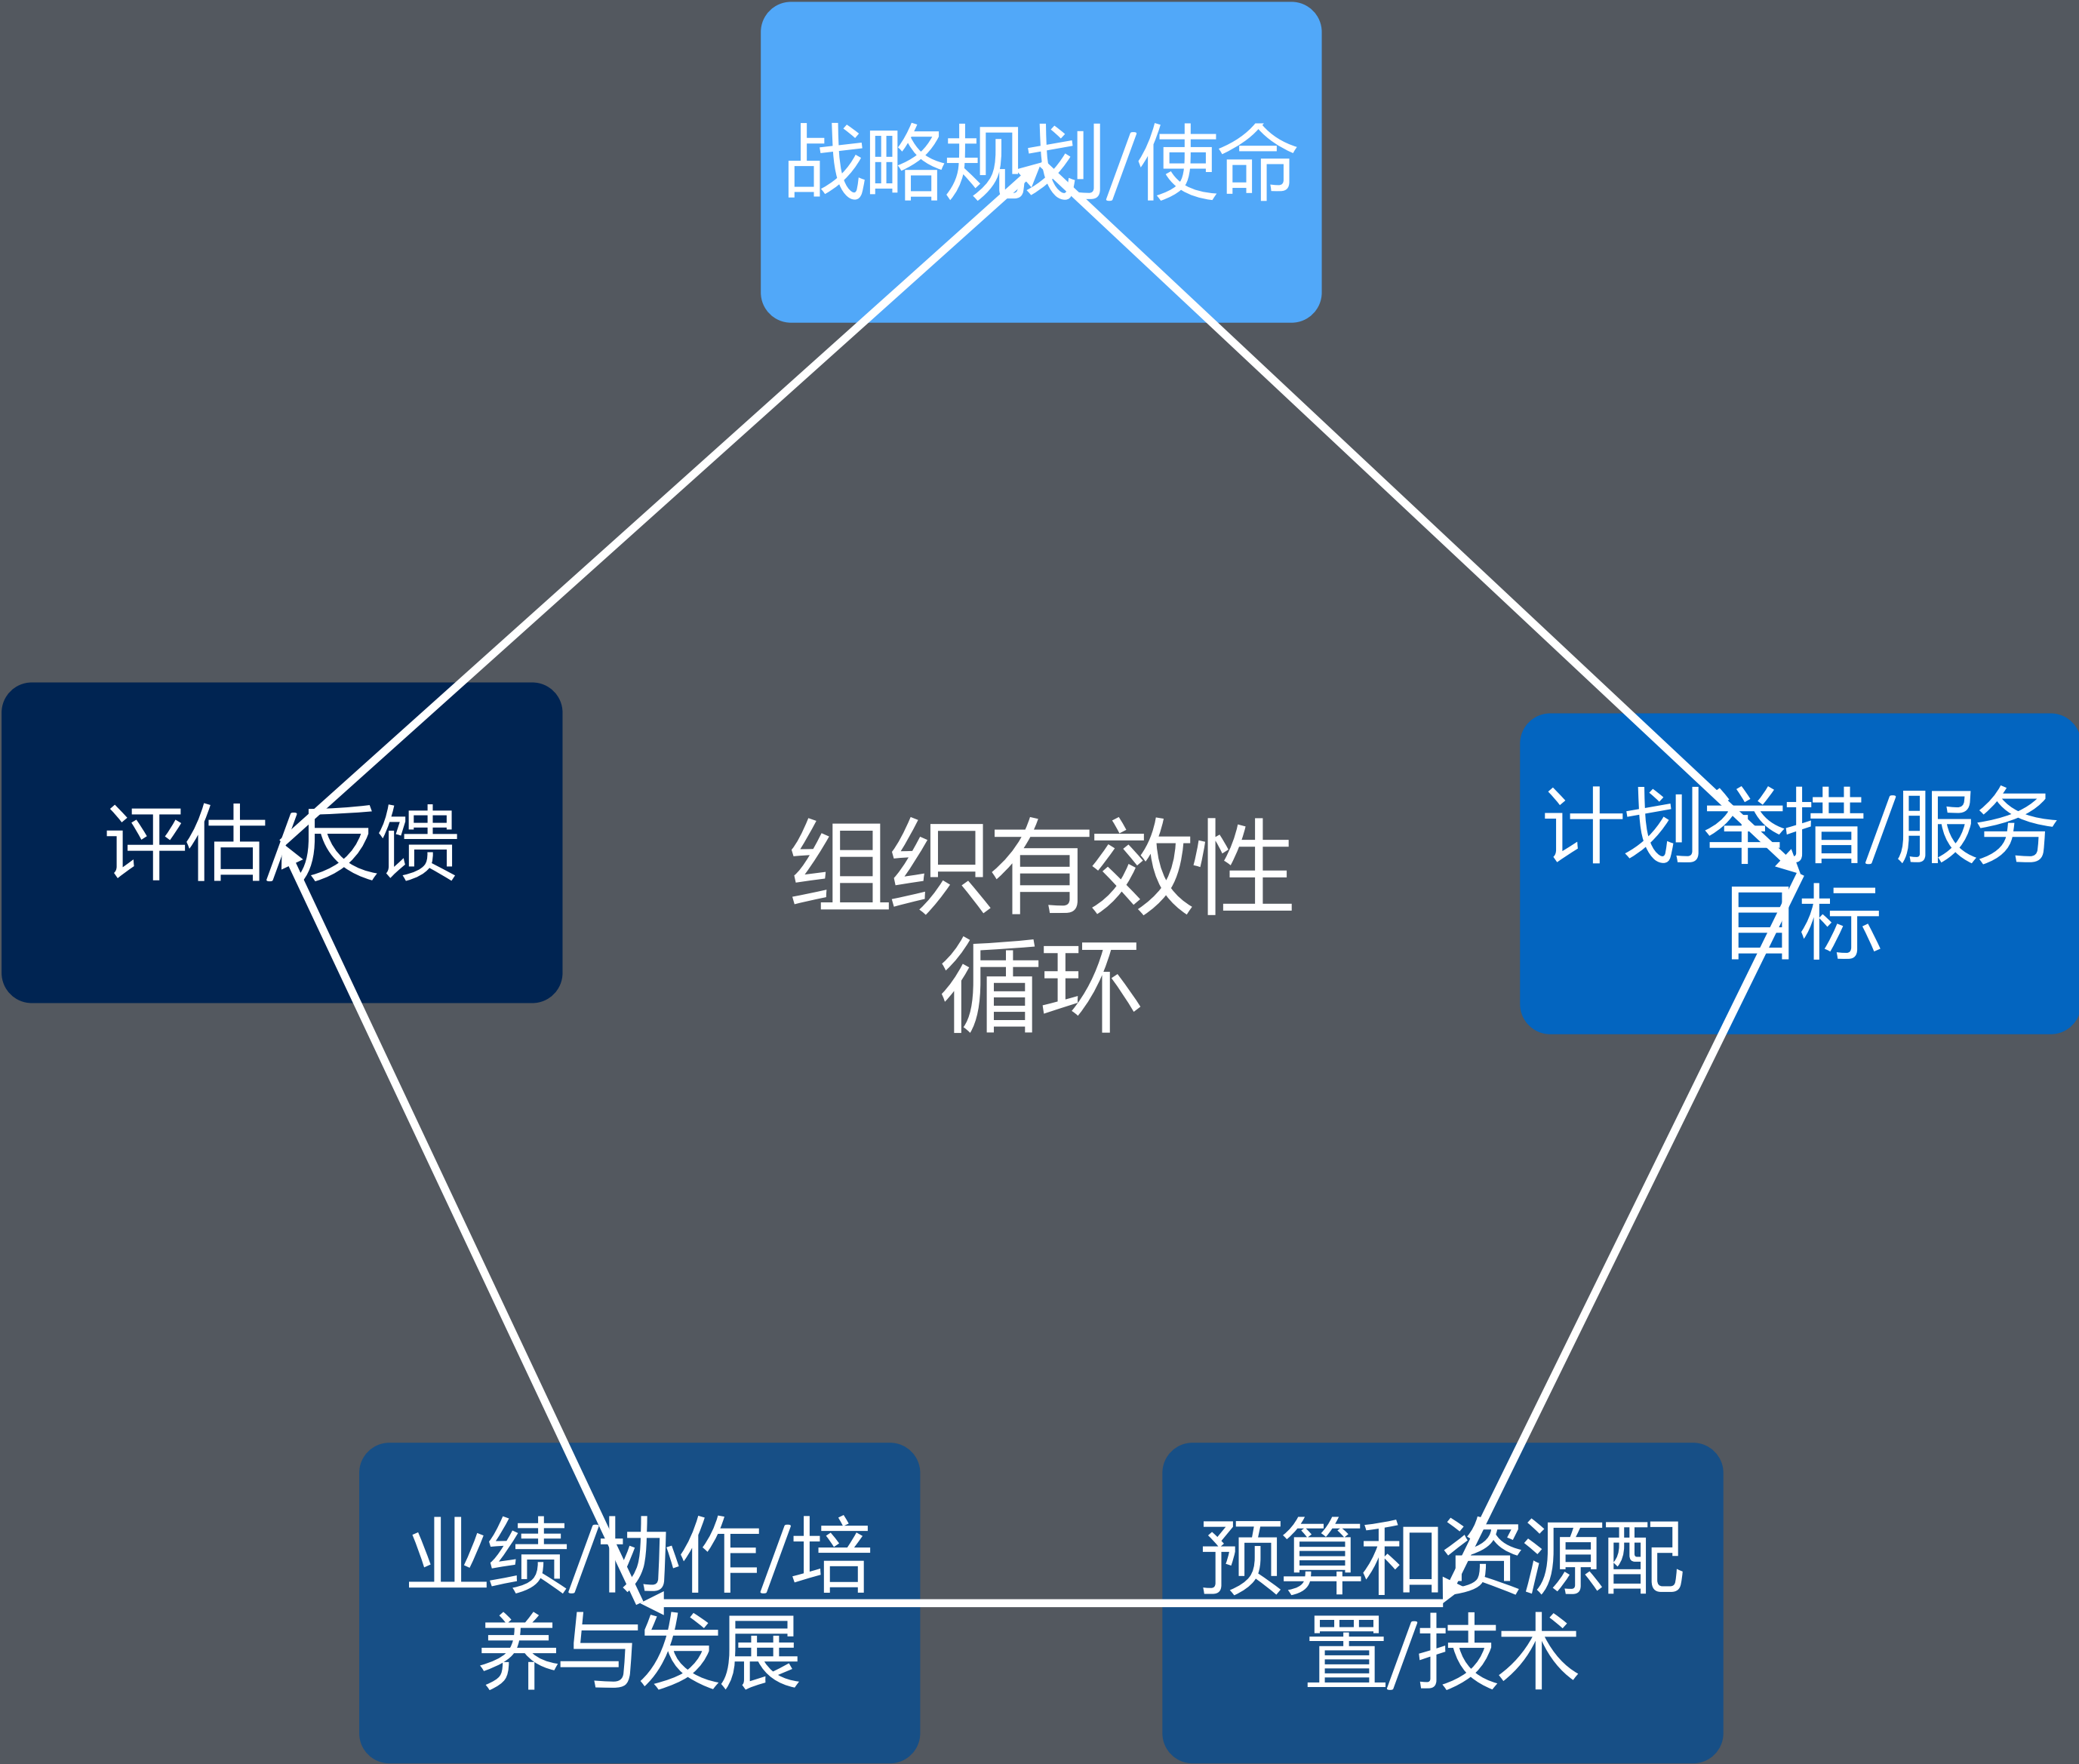 战略规划/使命
组织有效性
循环
评估/反馈
计划举措/服务
目标
业绩/协作/培
养与发展
预算和资源配
置/技术